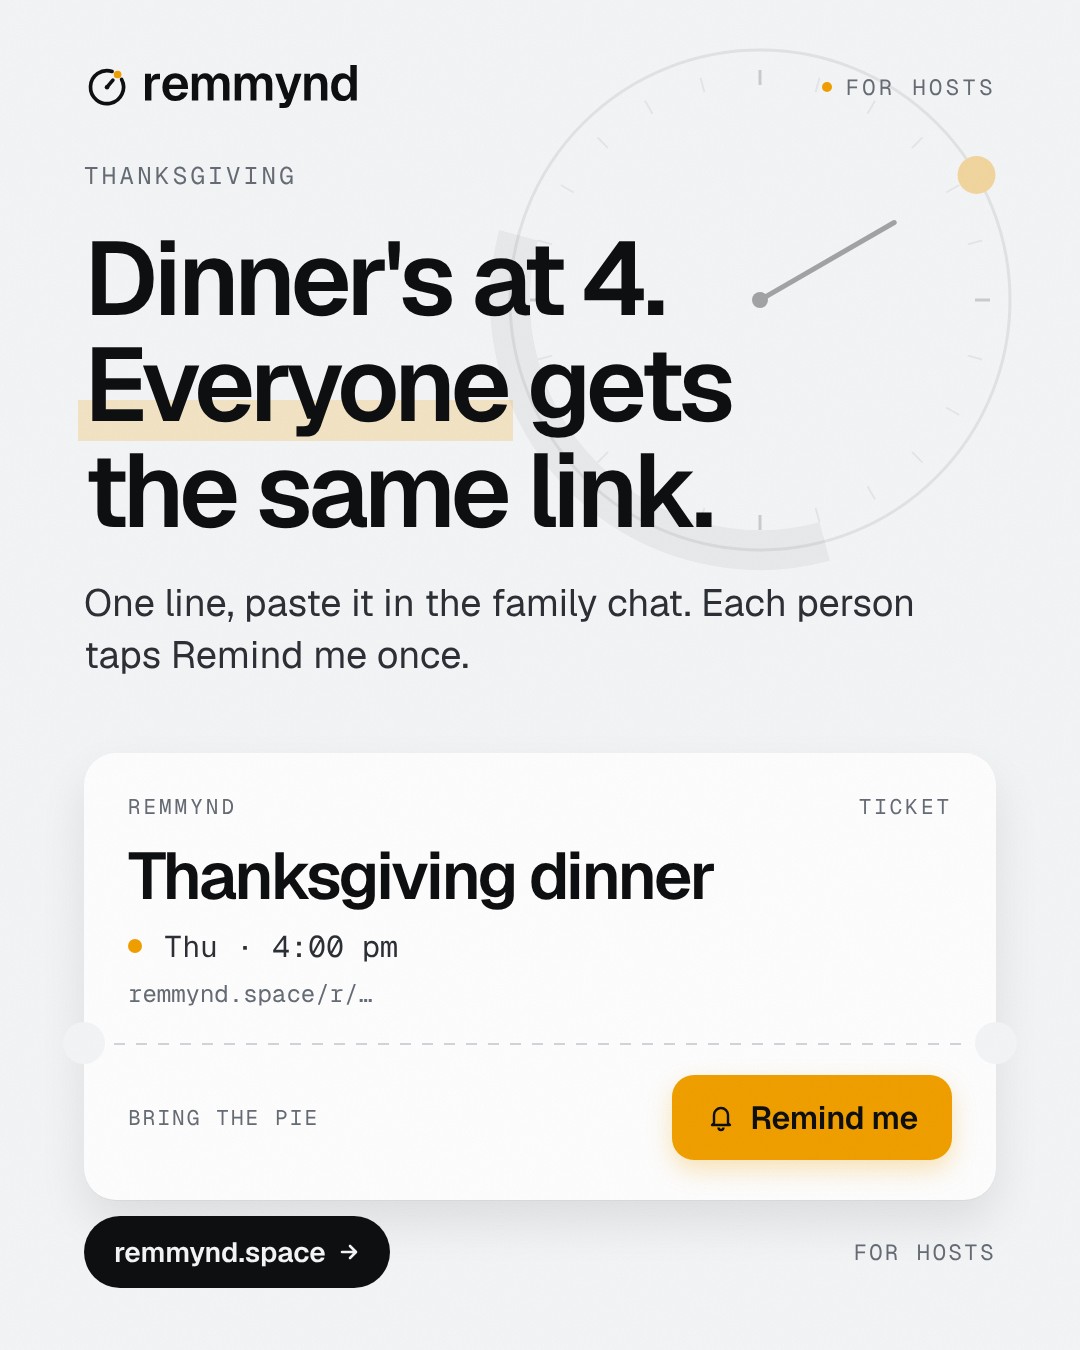 remmynd
FOR HOSTS
THANKSGIVING
Dinner's at 4.
Everyone gets
the same link.
One line, paste it in the family chat. Each person
taps Remind me once.
REMMYND
TICKET
Thanksgiving dinner
Thu · 4:00 pm
remmynd.space/r/…
BRING THE PIE
Remind me
remmynd.space →
FOR HOSTS